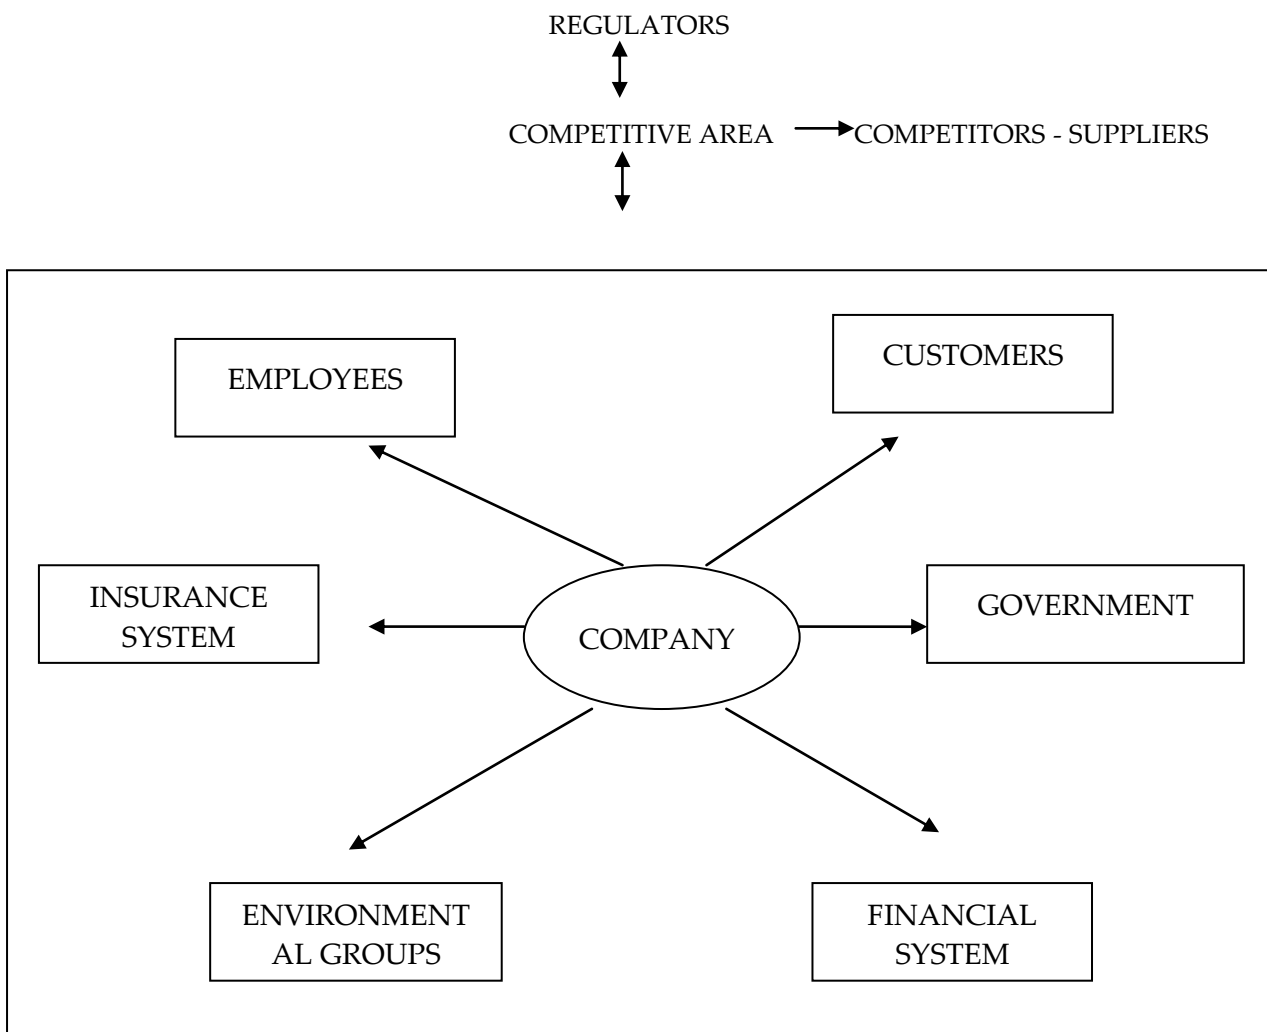 REGULATORS
COMPETITIVE AREA
COMPETITORS - SUPPLIERS
EMPLOYEES
CUSTOMERS
INSURANCE
SYSTEM
COMPANY
GOVERNMENT
ENVIRONMENT
AL GROUPS
FINANCIAL
SYSTEM